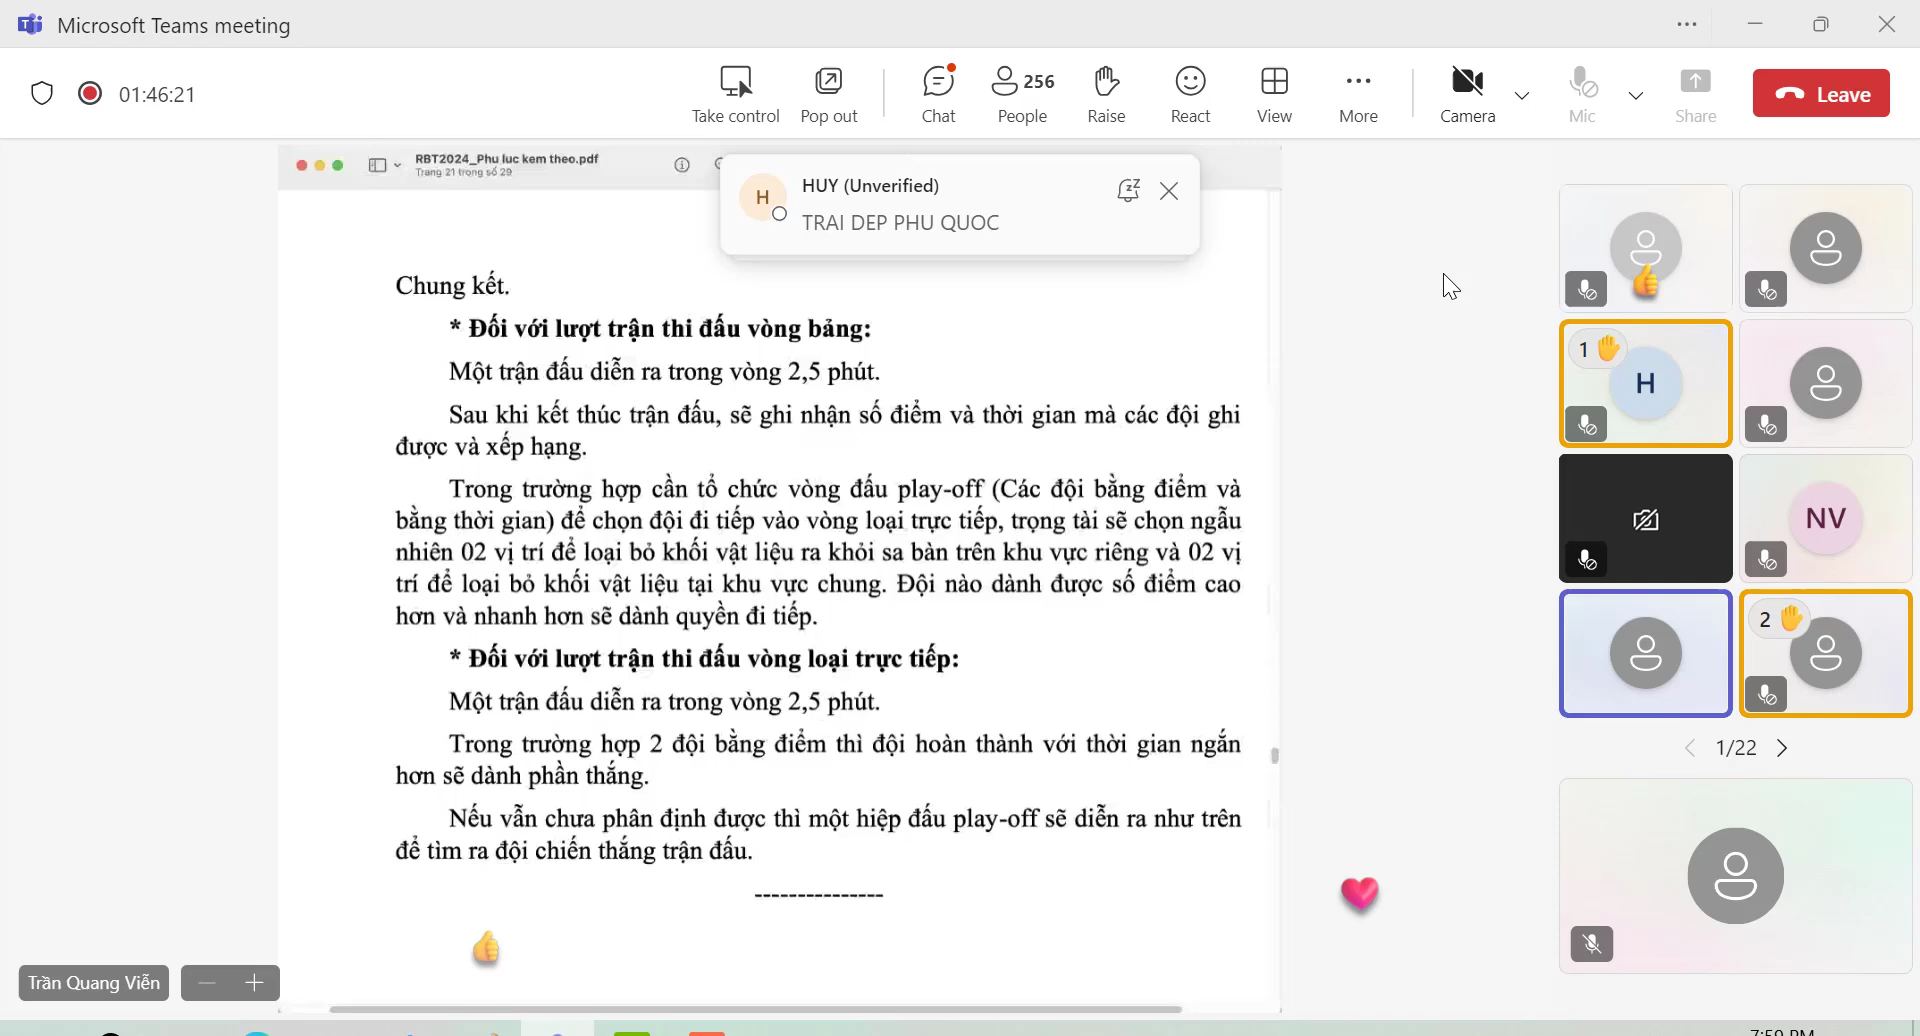 Microsoft Teams meeting
01:46:21
Take control
Pop out
Chat
256
People
Raise
React
View
More
Camera
Mic
Share
Leave
RBT2024_Phu luc kem theo.pdf
Trang 21 trong số 29
H
HUY (Unverified)
TRAI DEP PHU QUOC
Chung kết.
* Đối với lượt trận thi đấu vòng bảng:
Một trận đấu diễn ra trong vòng 2,5 phút.
Sau khi kết thúc trận đấu, sẽ ghi nhận số điểm và thời gian mà các đội ghi
được và xếp hạng.
Trong trường hợp cần tổ chức vòng đấu play-off (Các đội bằng điểm và
bằng thời gian) để chọn đội đi tiếp vào vòng loại trực tiếp, trọng tài sẽ chọn ngẫu
nhiên 02 vị trí để loại bỏ khối vật liệu ra khỏi sa bàn trên khu vực riêng và 02 vị
trí để loại bỏ khối vật liệu tại khu vực chung. Đội nào dành được số điểm cao
hơn và nhanh hơn sẽ dành quyền đi tiếp.
* Đối với lượt trận thi đấu vòng loại trực tiếp:
Một trận đấu diễn ra trong vòng 2,5 phút.
Trong trường hợp 2 đội bằng điểm thì đội hoàn thành với thời gian ngắn
hơn sẽ dành phần thắng.
Nếu vẫn chưa phân định được thì một hiệp đấu play-off sẽ diễn ra như trên
để tìm ra đội chiến thắng trận đấu.
---------------
1
H
NV
2
1/22
Trần Quang Viễn
7:59 PM